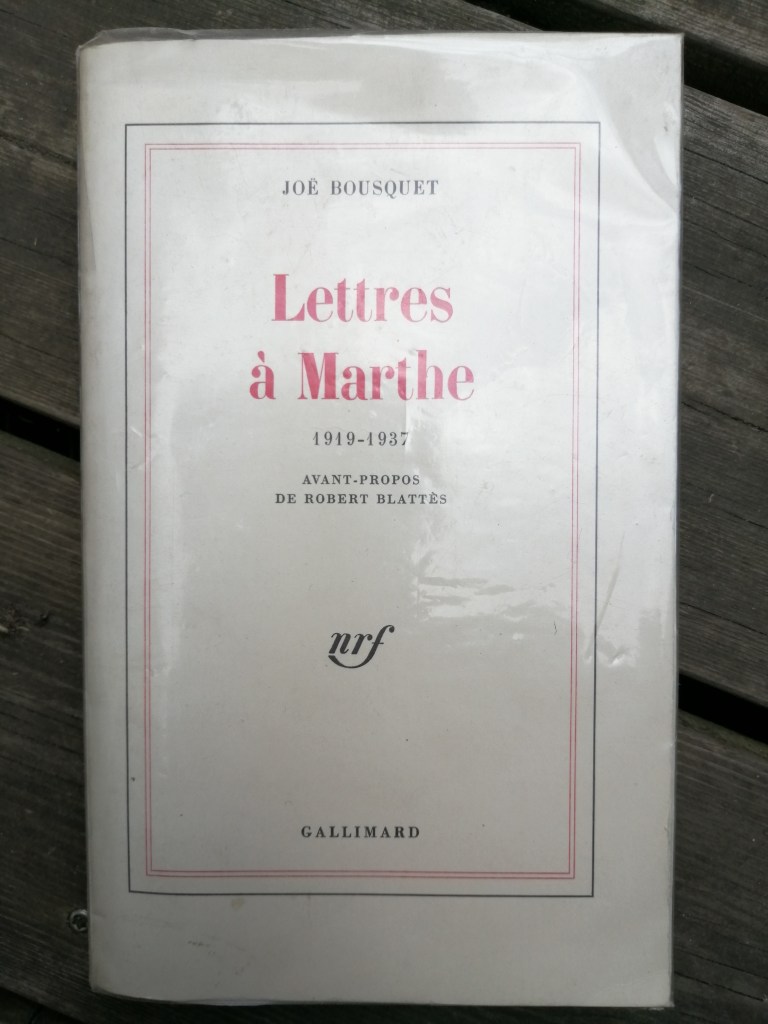 JOË BOUSQUET
Lettres
à Marthe
1919-1937
AVANT-PROPOS
DE ROBERT BLATTÈS
nrf
GALLIMARD